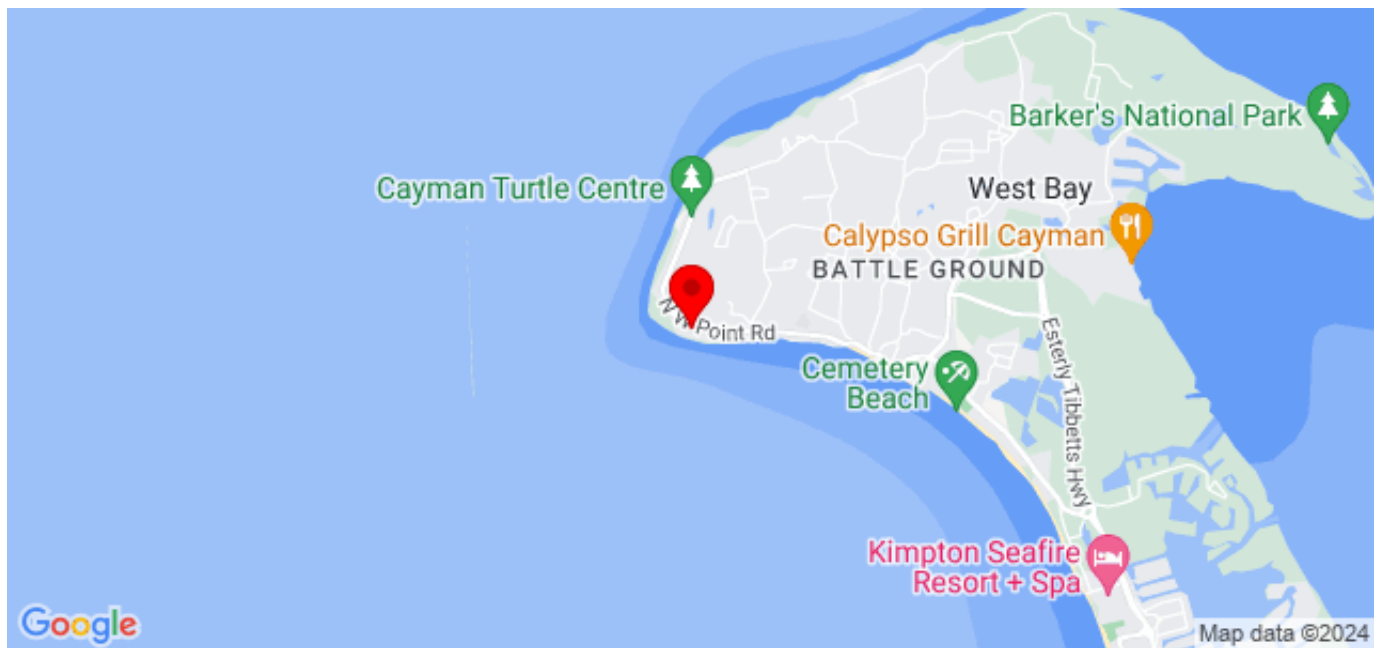 Barker's National Park
Cayman Turtle Centre
West Bay
Calypso Grill Cayman
BATTLE GROUND
N W Point Rd
Cemetery
Beach
Esterly Tibbetts Hwy
Kimpton Seafire
Resort + Spa
Google
Map data ©2024